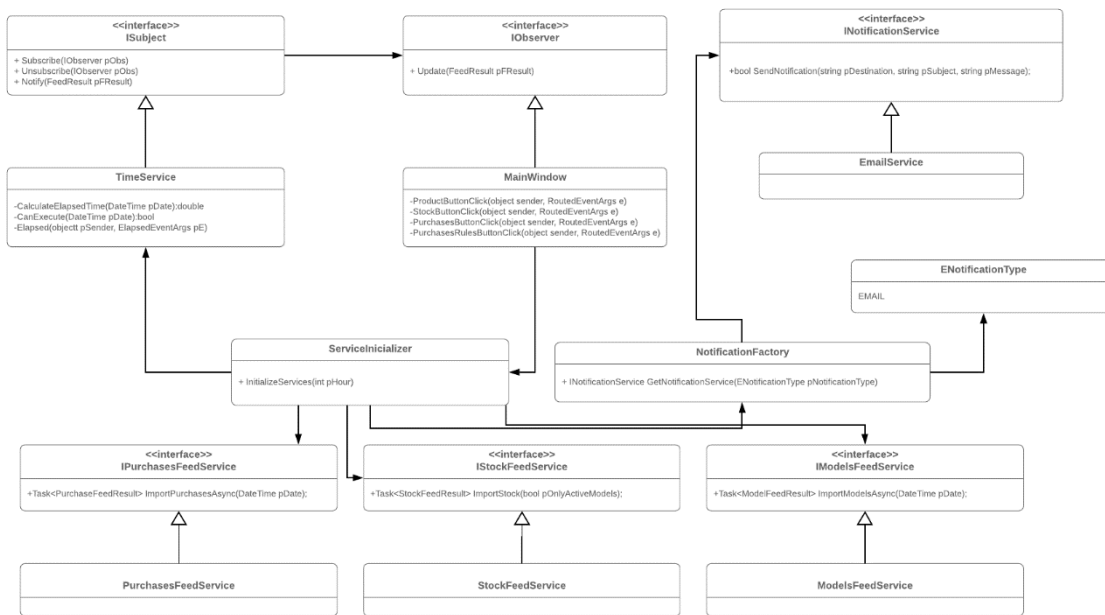 <<interface>>
ISubject
+ Subscribe(IObserver pObs)
+ Unsubscribe(IObserver pObs)
+ Notify(FeedResult pFResult)
<<interface>>
IObserver
+ Update(FeedResult pFResult)
<<interface>>
INotificationService
+bool SendNotification(string pDestination, string pSubject, string pMessage);
TimeService
-CalculateElapsedTime(DateTime pDate):double
-CanExecute(DateTime pDate):bool
-Elapsed(objectt pSender, ElapsedEventArgs pE)
MainWindow
-ProductButtonClick(object sender, RoutedEventArgs e)
-StockButtonClick(object sender, RoutedEventArgs e)
-PurchasesButtonClick(object sender, RoutedEventArgs e)
-PurchasesRulesButtonClick(object sender, RoutedEventArgs e)
EmailService
ENotificationType
EMAIL
ServiceInicializer
+ InitializeServices(int pHour)
NotificationFactory
+ INotificationService GetNotificationService(ENotificationType pNotificationType)
<<interface>>
IPurchasesFeedService
+Task<PurchaseFeedResult> ImportPurchasesAsync(DateTime pDate);
<<interface>>
IStockFeedService
+Task<StockFeedResult> ImportStock(bool pOnlyActiveModels);
<<interface>>
IModelsFeedService
+Task<ModelFeedResult> ImportModelsAsync(DateTime pDate);
PurchasesFeedService
StockFeedService
ModelsFeedService